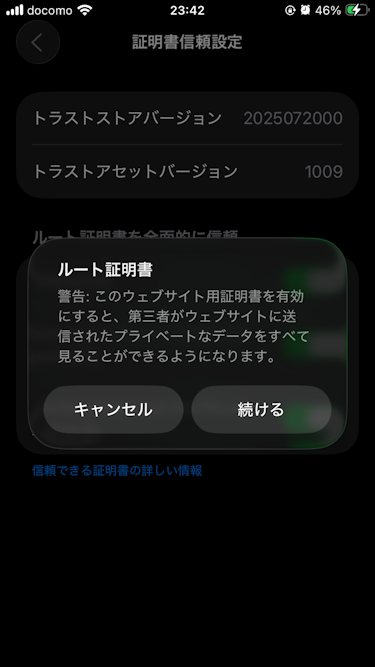 docomo 23:42 46%
証明書信頼設定
トラストストアバージョン 2025072000
トラストアセットバージョン 1009
ルート証明書を全面的に信頼
ルート証明書
警告: このウェブサイト用証明書を有効
にすると、第三者がウェブサイトに送
信されたプライベートなデータをすべて
見ることができるようになります。
キャンセル 続ける
信頼できる証明書の詳しい情報